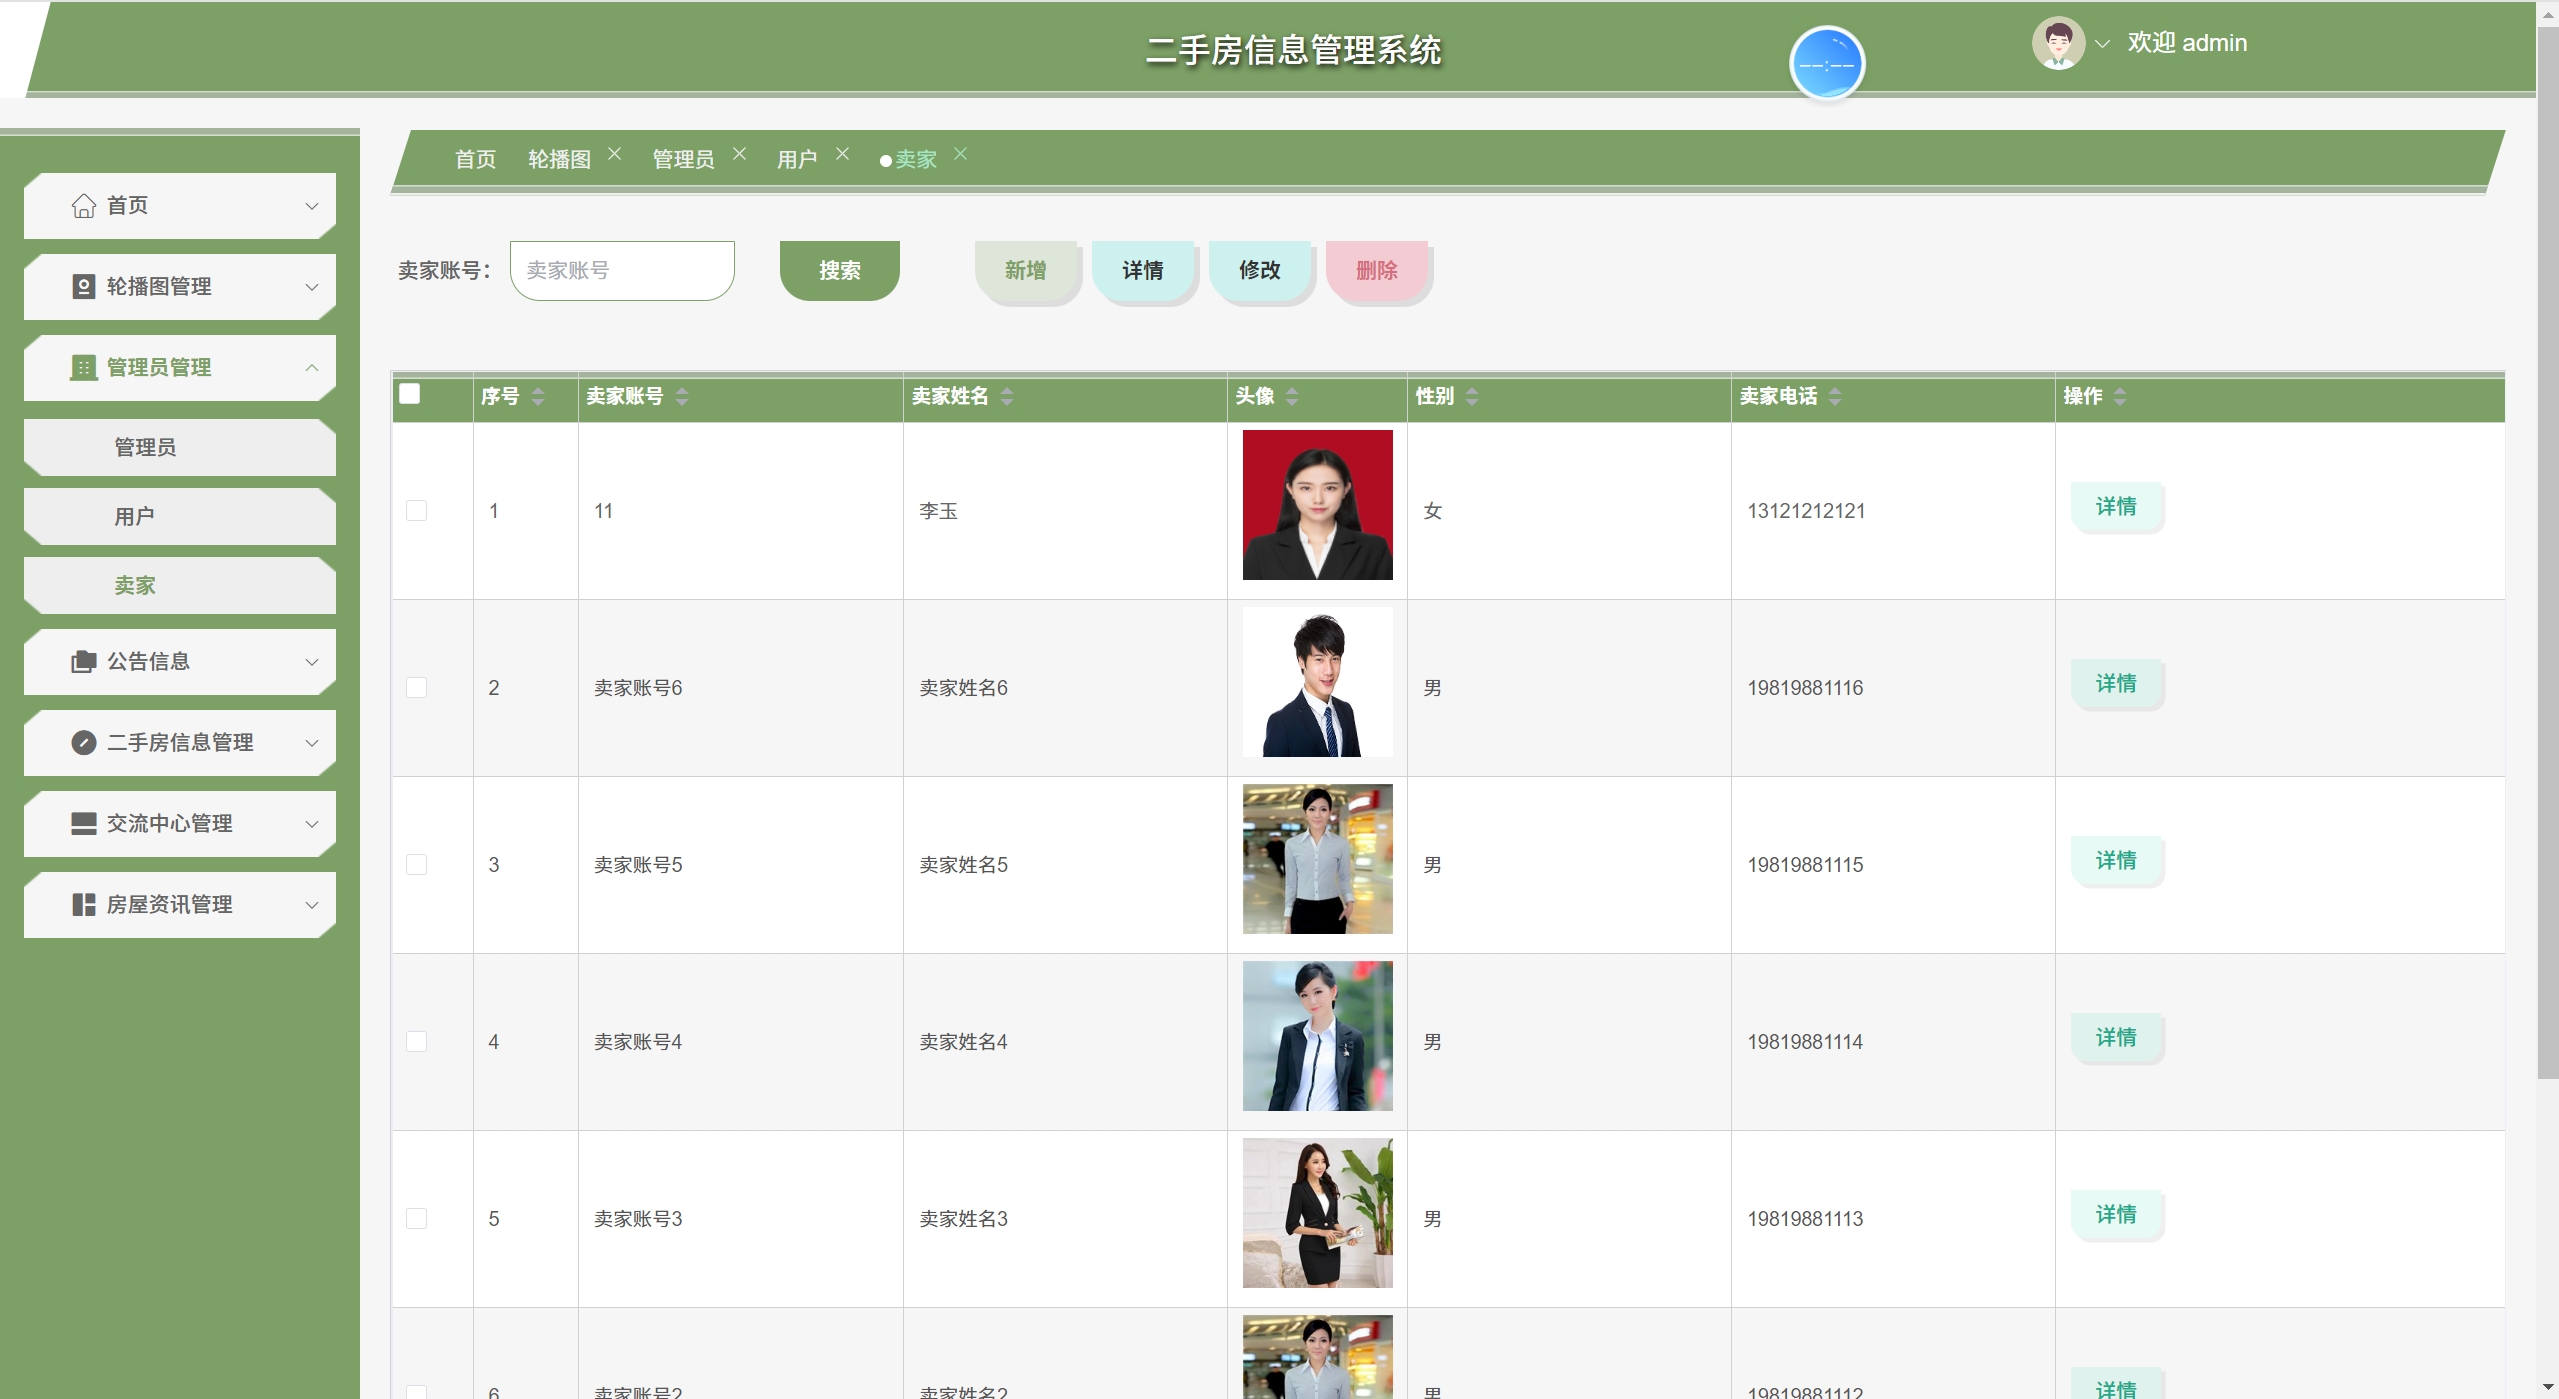 二手房信息管理系统
--:--
欢迎 admin
首页 轮播图 管理员 用户 卖家
首页
轮播图管理
管理员管理
管理员
用户
卖家
公告信息
二手房信息管理
交流中心管理
房屋资讯管理
卖家账号： 卖家账号 搜索 新增 详情 修改 删除
序号 卖家账号 卖家姓名 头像 性别 卖家电话 操作
1 11 李玉 女 13121212121 详情
2 卖家账号6 卖家姓名6 男 19819881116 详情
3 卖家账号5 卖家姓名5 男 19819881115 详情
4 卖家账号4 卖家姓名4 男 19819881114 详情
5 卖家账号3 卖家姓名3 男 19819881113 详情
6 卖家账号2 卖家姓名2 男 19819881112 详情